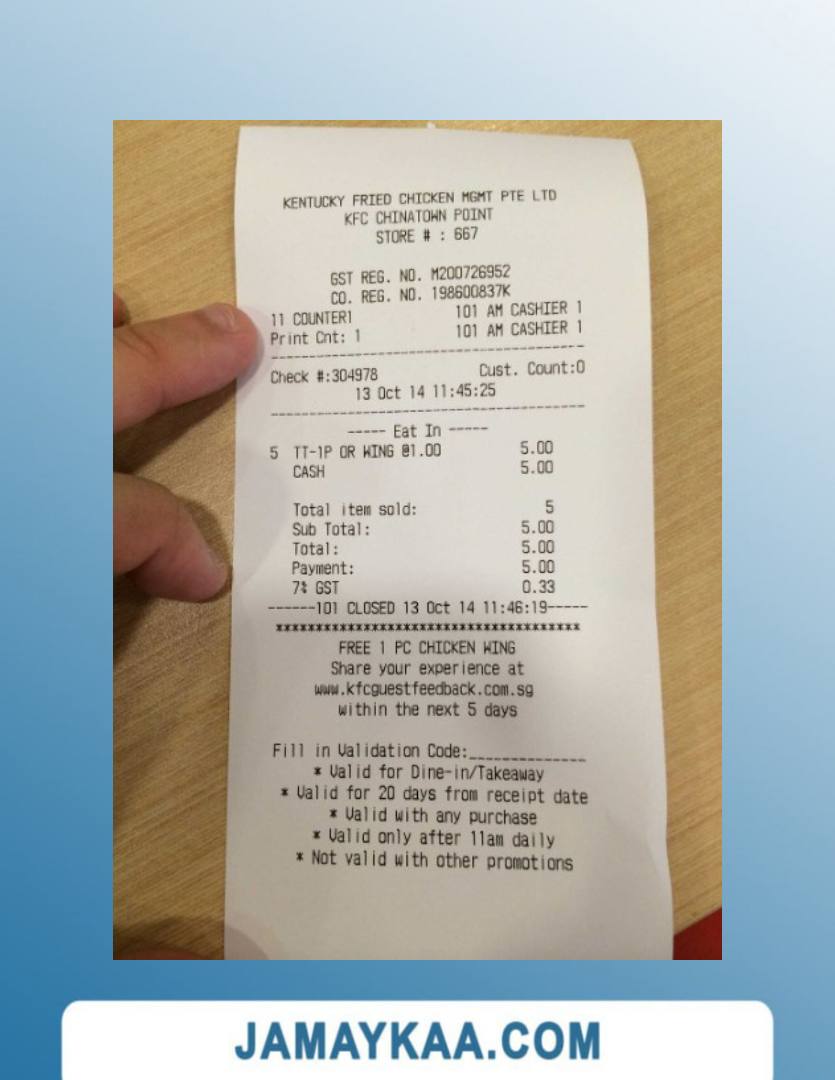 KENTUCKY FRIED CHICKEN MGMT PTE LTD
KFC CHINATOWN POINT
STORE # : 667
GST REG. NO. M200726952
CO. REG. NO. 198600837K
11 COUNTER1 101 AM CASHIER 1
Print Cnt: 1 101 AM CASHIER 1
--------------------------------------
Check #:304978 Cust. Count:0
13 Oct 14 11:45:25
--------------------------------------
----- Eat In -----
5 TT-1P OR WING @1.00 5.00
CASH 5.00
Total item sold: 5
Sub Total: 5.00
Total: 5.00
Payment: 5.00
7% GST 0.33
------101 CLOSED 13 Oct 14 11:46:19-----
****************************************
FREE 1 PC CHICKEN WING
Share your experience at
www.kfcguestfeedback.com.sg
within the next 5 days
Fill in Validation Code:_______________
* Valid for Dine-in/Takeaway
* Valid for 20 days from receipt date
* Valid with any purchase
* Valid only after 11am daily
* Not valid with other promotions
JAMAYKAA.COM